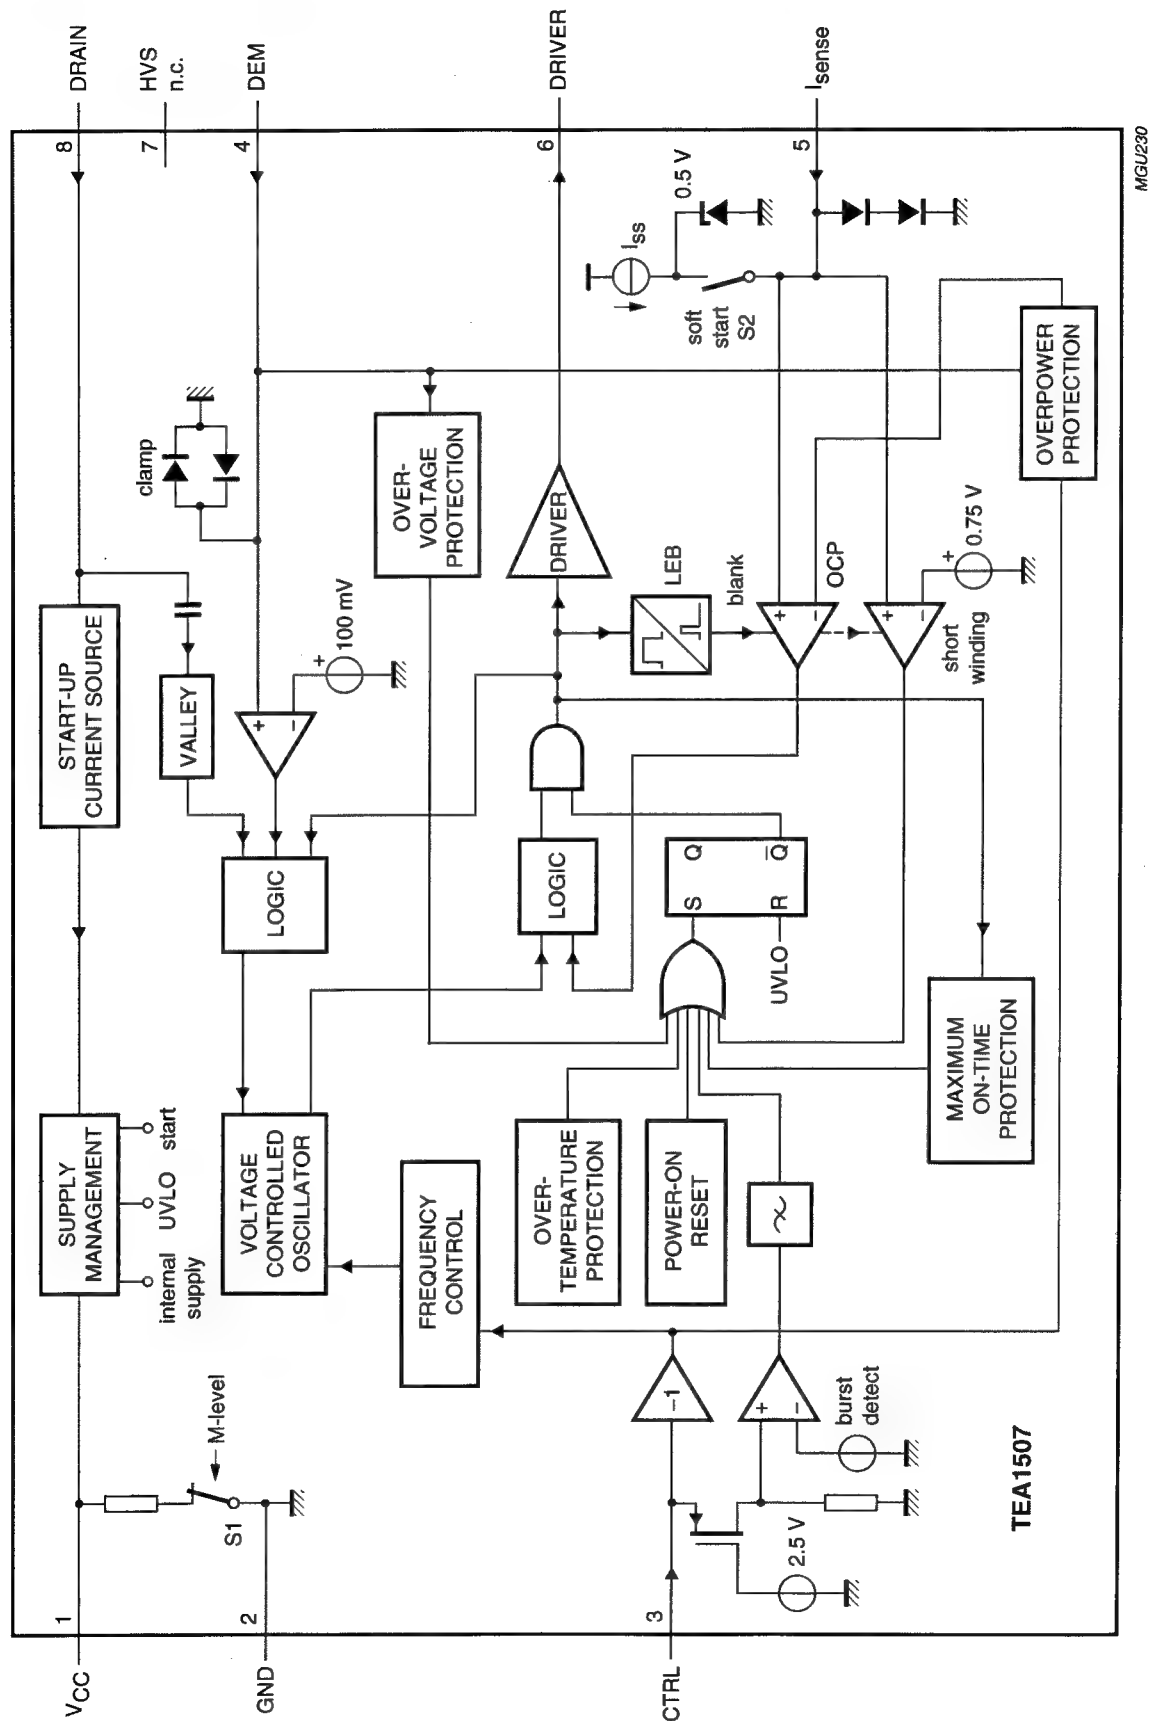 VCC
1
GND
2
CTRL
3
DRAIN
8
HVS
n.c.
7
DEM
4
DRIVER
6
Isense
5
SUPPLY
MANAGEMENT
internal
supply
UVLO
start
M-level
S1
START-UP
CURRENT SOURCE
VALLEY
clamp
LOGIC
100 mV
+
−
VOLTAGE
CONTROLLED
OSCILLATOR
FREQUENCY
CONTROL
OVER-
VOLTAGE
PROTECTION
LOGIC
DRIVER
LEB
blank
OVER-
TEMPERATURE
PROTECTION
POWER-ON
RESET
S
Q
R
Q
UVLO
MAXIMUM
ON-TIME
PROTECTION
OCP
+
−
short
winding
+
−
+
0.75 V
soft
start
S2
ISS
0.5 V
OVERPOWER
PROTECTION
−1
+
−
burst
detect
2.5 V
TEA1507
MGU230